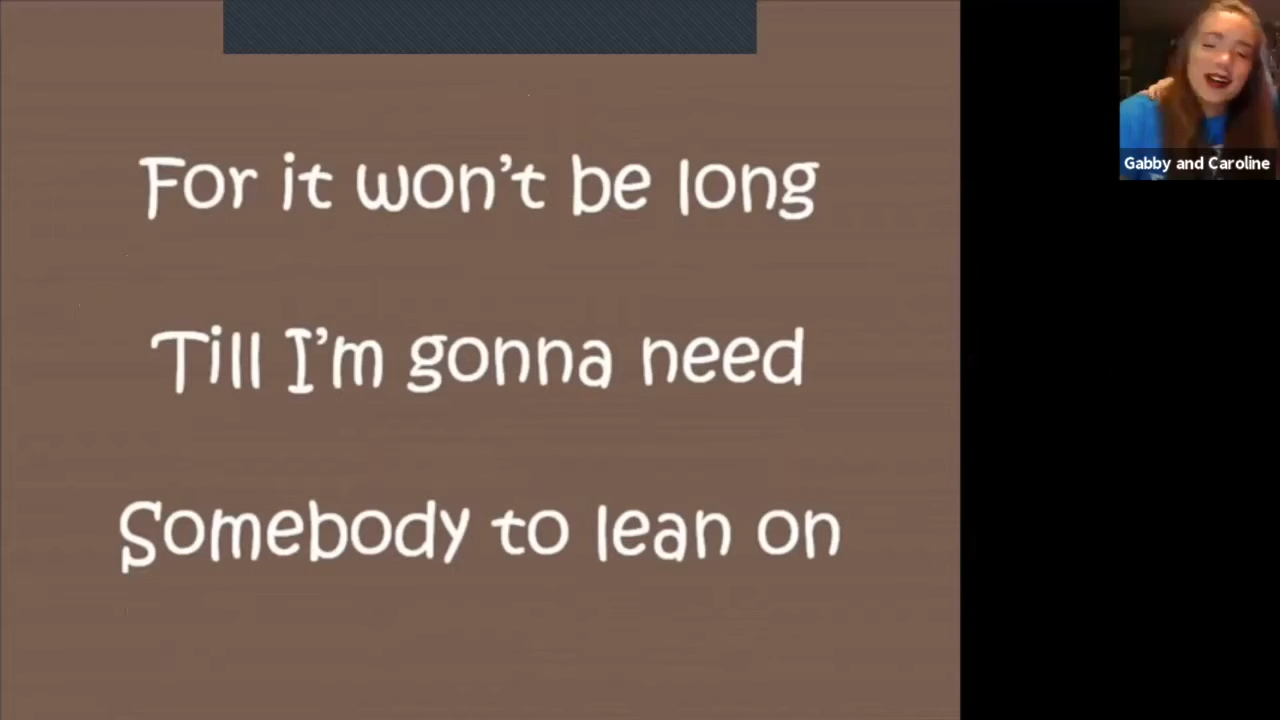 For it won't be long
Till I'm gonna need
Somebody to lean on
Gabby and Caroline